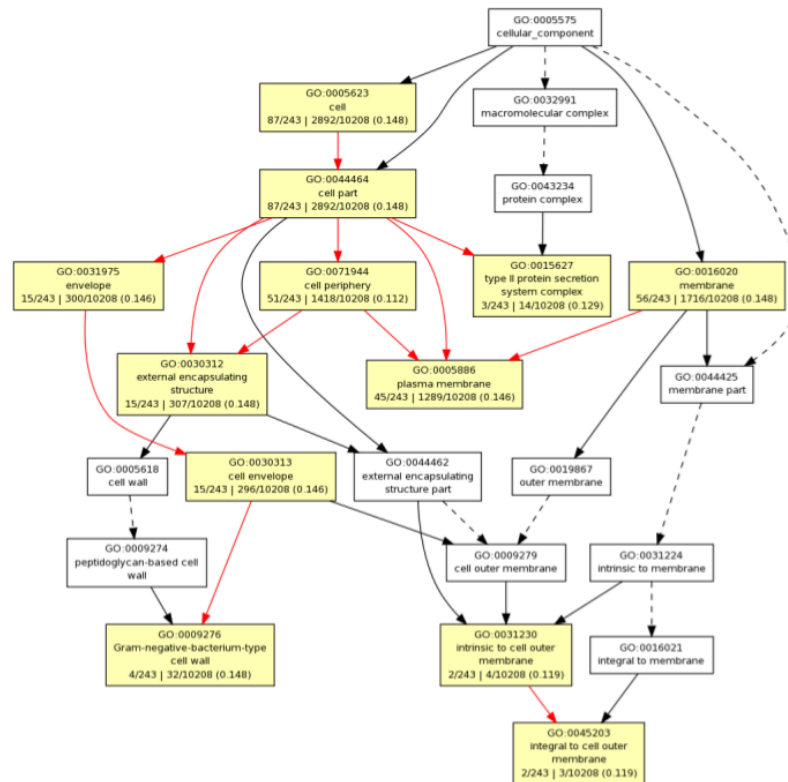 GO:0005575
cellular_component
GO:0005623
cell
87/243 | 2892/10208 (0.148)
GO:0032991
macromolecular complex
GO:0044464
cell part
87/243 | 2892/10208 (0.148)
GO:0043234
protein complex
GO:0031975
envelope
15/243 | 300/10208 (0.146)
GO:0071944
cell periphery
51/243 | 1418/10208 (0.112)
GO:0015627
type II protein secretion
system complex
3/243 | 14/10208 (0.129)
GO:0016020
membrane
56/243 | 1716/10208 (0.148)
GO:0030312
external encapsulating
structure
15/243 | 307/10208 (0.148)
GO:0005886
plasma membrane
45/243 | 1289/10208 (0.146)
GO:0044425
membrane part
GO:0005618
cell wall
GO:0030313
cell envelope
15/243 | 296/10208 (0.146)
GO:0044462
external encapsulating
structure part
GO:0019867
outer membrane
GO:0009274
peptidoglycan-based cell
wall
GO:0009279
cell outer membrane
GO:0031224
intrinsic to membrane
GO:0009276
Gram-negative-bacterium-type
cell wall
4/243 | 32/10208 (0.148)
GO:0031230
intrinsic to cell outer
membrane
2/243 | 4/10208 (0.119)
GO:0016021
integral to membrane
GO:0045203
integral to cell outer
membrane
2/243 | 3/10208 (0.119)